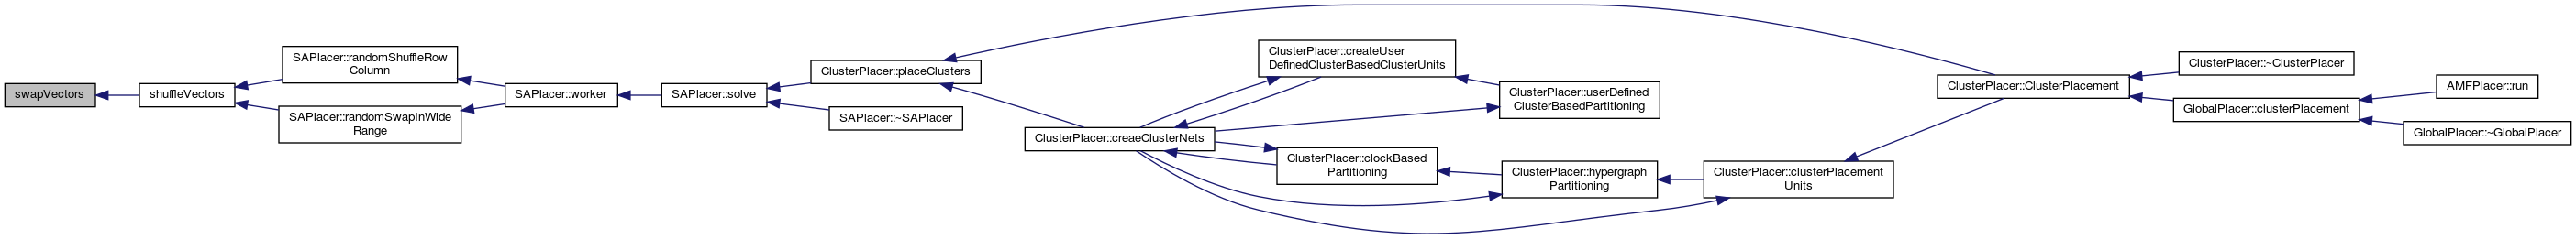 swapVectors
shuffleVectors
SAPlacer::randomShuffleRow
Column
SAPlacer::randomSwapInWide
Range
SAPlacer::worker
SAPlacer::solve
ClusterPlacer::placeClusters
SAPlacer::~SAPlacer
ClusterPlacer::creaeClusterNets
ClusterPlacer::createUser
DefinedClusterBasedClusterUnits
ClusterPlacer::clockBased
Partitioning
ClusterPlacer::userDefined
ClusterBasedPartitioning
ClusterPlacer::hypergraph
Partitioning
ClusterPlacer::clusterPlacement
Units
ClusterPlacer::ClusterPlacement
ClusterPlacer::~ClusterPlacer
GlobalPlacer::clusterPlacement
AMFPlacer::run
GlobalPlacer::~GlobalPlacer